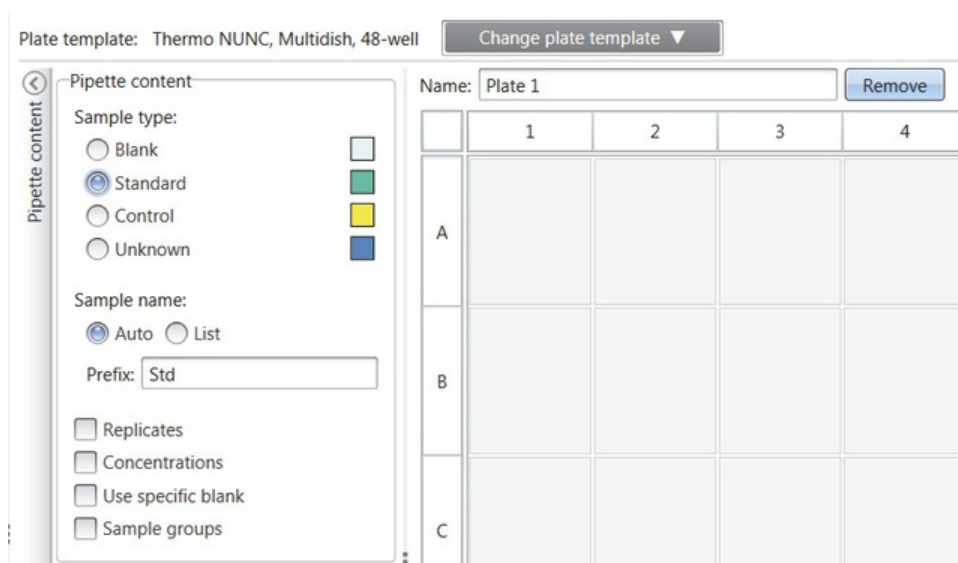 Plate template: Thermo NUNC, Multidish, 48-well Change plate template ▼
Pipette content
Pipette content
Sample type:
Blank
Standard
Control
Unknown
Sample name:
Auto List
Prefix: Std
Replicates
Concentrations
Use specific blank
Sample groups
Name: Plate 1 Remove
1 2 3 4
A
B
C